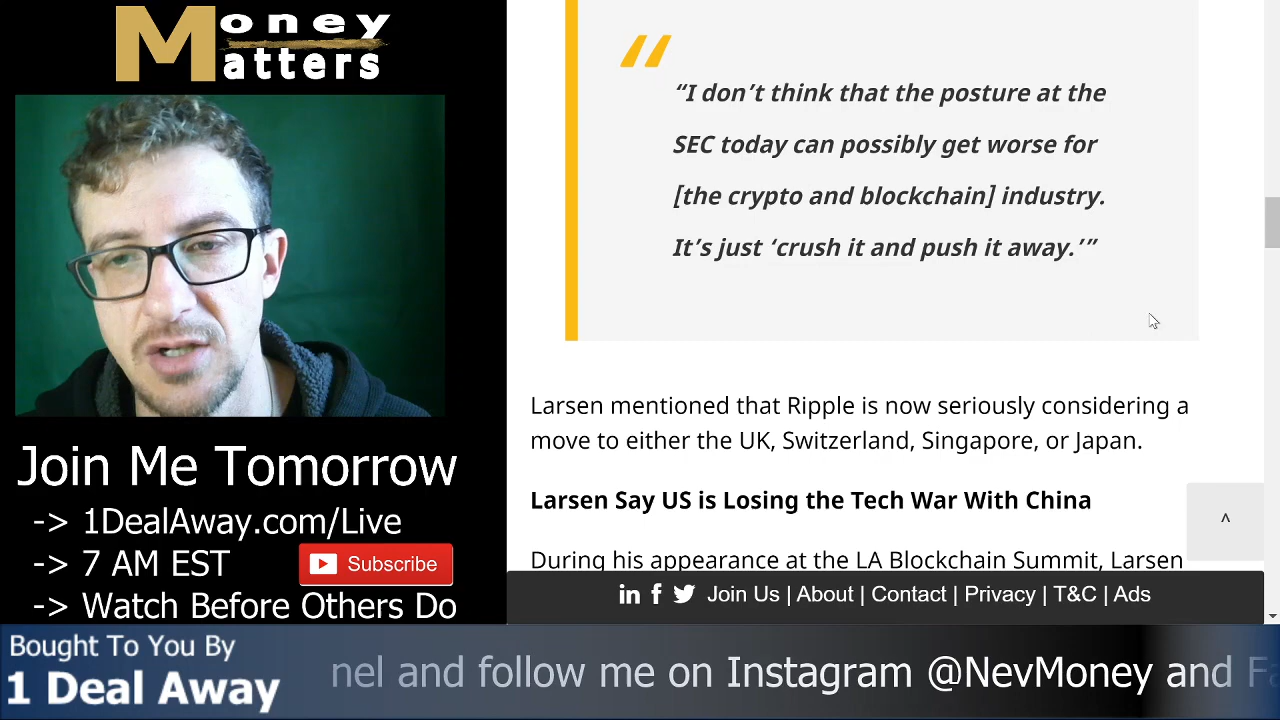 Money
Matters
“I don’t think that the posture at the
SEC today can possibly get worse for
[the crypto and blockchain] industry.
It’s just ‘crush it and push it away.’”
Larsen mentioned that Ripple is now seriously considering a
move to either the UK, Switzerland, Singapore, or Japan.
Larsen Say US is Losing the Tech War With China
During his appearance at the LA Blockchain Summit, Larsen
^
in f Join Us | About | Contact | Privacy | T&C | Ads
Join Me Tomorrow
-> 1DealAway.com/Live
-> 7 AM EST
Subscribe
-> Watch Before Others Do
Bought To You By
1 Deal Away
nel and follow me on Instagram @NevMoney and